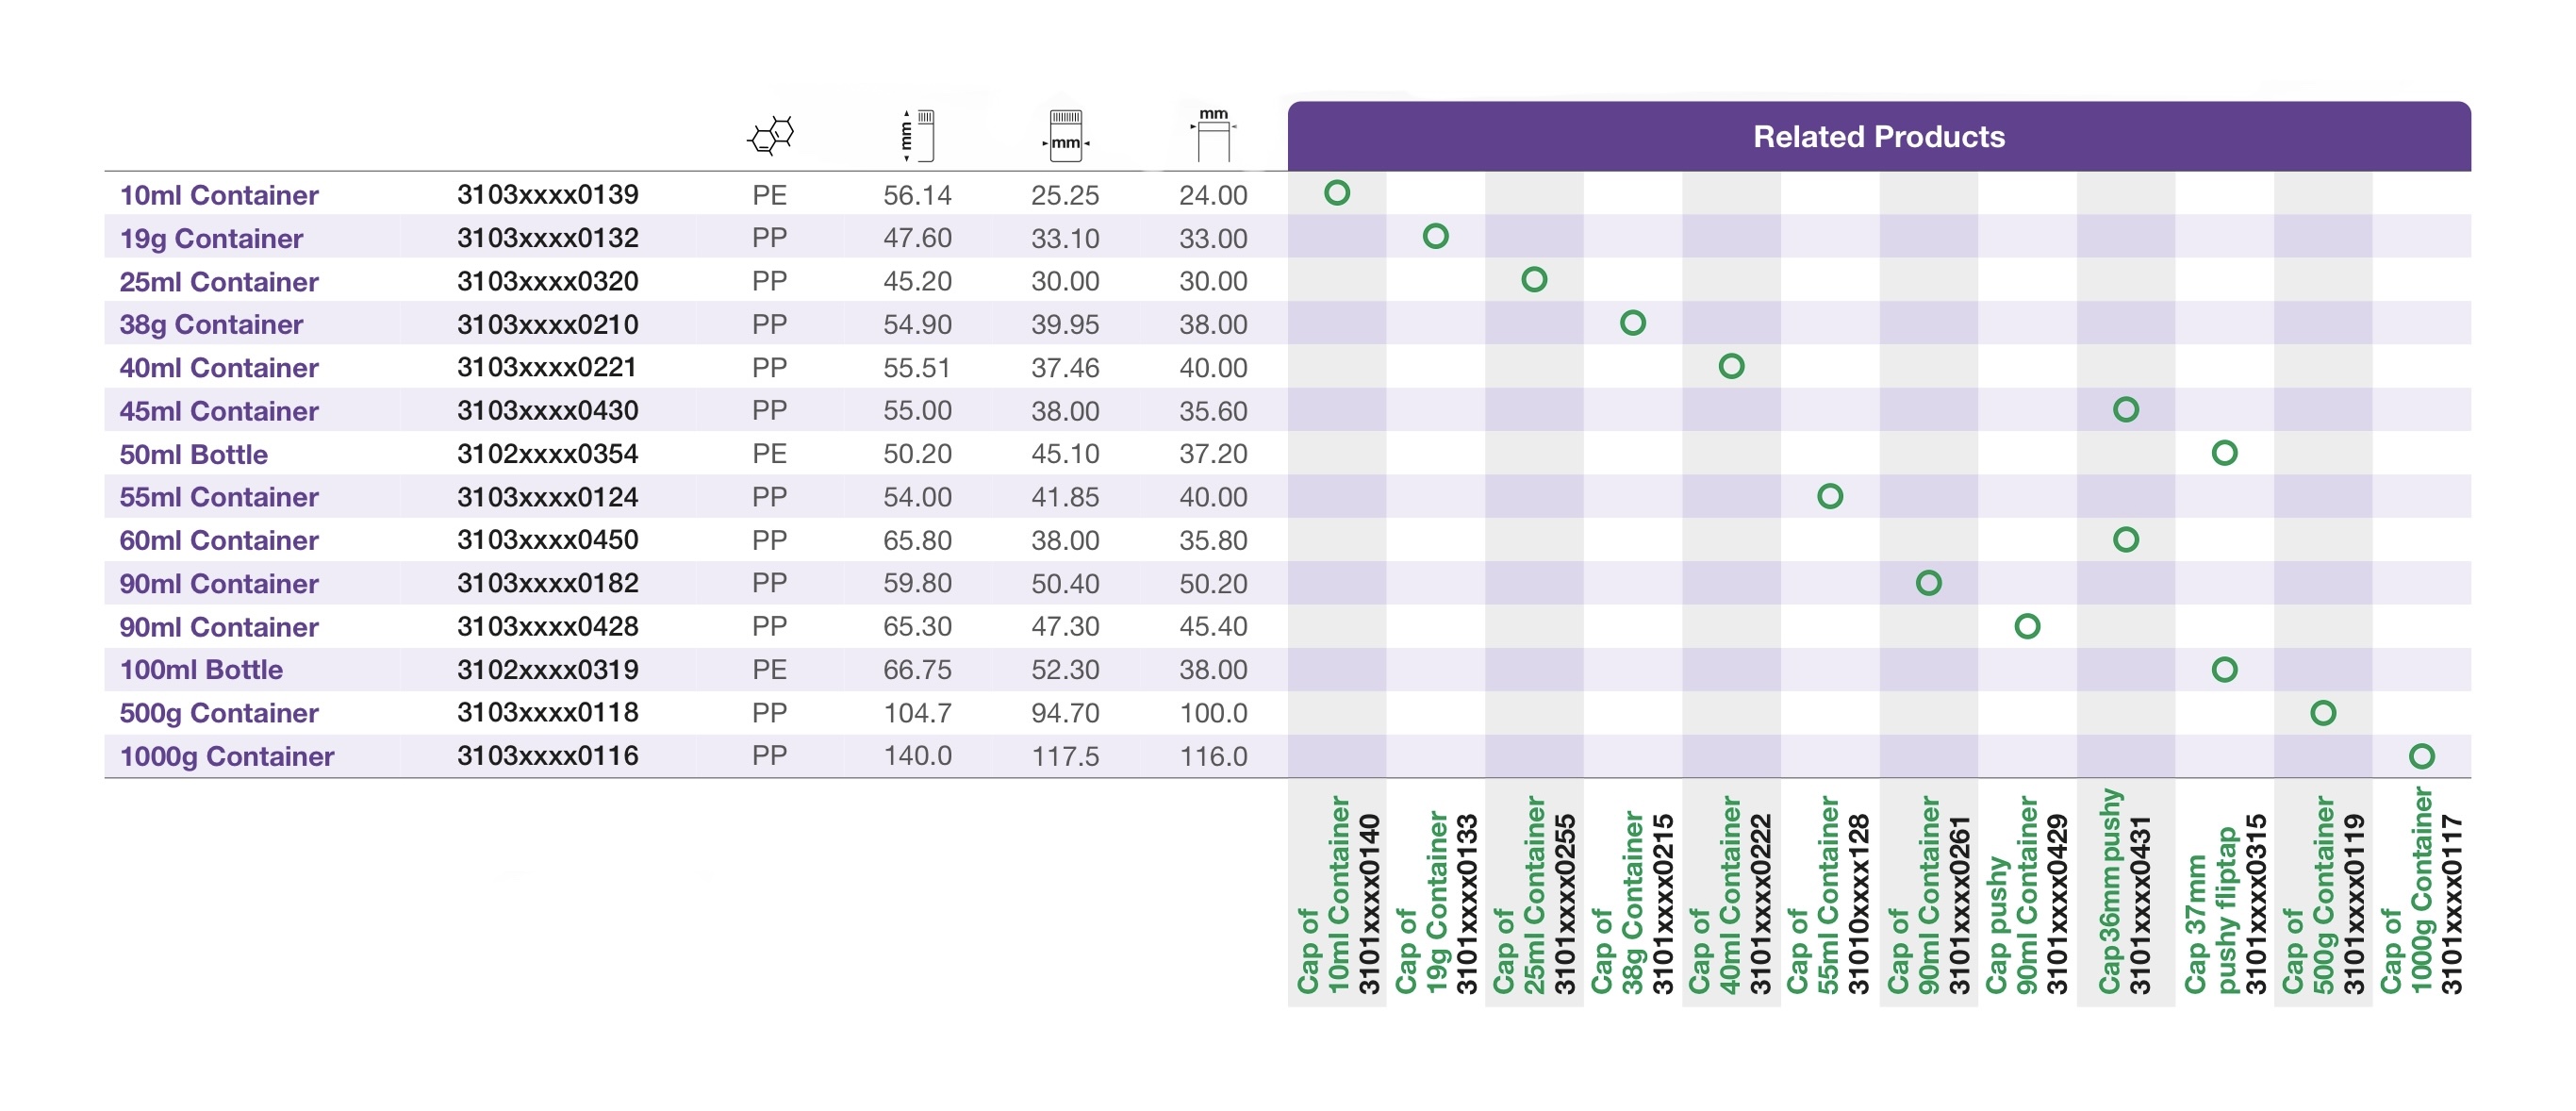 mm
mm
mm
Related Products
10ml Container 3103xxxx0139 PE 56.14 25.25 24.00
19g Container 3103xxxx0132 PP 47.60 33.10 33.00
25ml Container 3103xxxx0320 PP 45.20 30.00 30.00
38g Container 3103xxxx0210 PP 54.90 39.95 38.00
40ml Container 3103xxxx0221 PP 55.51 37.46 40.00
45ml Container 3103xxxx0430 PP 55.00 38.00 35.60
50ml Bottle 3102xxxx0354 PE 50.20 45.10 37.20
55ml Container 3103xxxx0124 PP 54.00 41.85 40.00
60ml Container 3103xxxx0450 PP 65.80 38.00 35.80
90ml Container 3103xxxx0182 PP 59.80 50.40 50.20
90ml Container 3103xxxx0428 PP 65.30 47.30 45.40
100ml Bottle 3102xxxx0319 PE 66.75 52.30 38.00
500g Container 3103xxxx0118 PP 104.7 94.70 100.0
1000g Container 3103xxxx0116 PP 140.0 117.5 116.0
Cap of
10ml Container
3101xxxx0140
Cap of
19g Container
3101xxxx0133
Cap of
25ml Container
3101xxxx0255
Cap of
38g Container
3101xxxx0215
Cap of
40ml Container
3101xxxx0222
Cap of
55ml Container
31010xxxx128
Cap of
90ml Container
3101xxxx0261
Cap pushy
90ml Container
3101xxxx0429
Cap 36mm pushy
3101xxxx0431
Cap 37mm
pushy fliptap
3101xxxx0315
Cap of
500g Container
3101xxxx0119
Cap of
1000g Container
3101xxxx0117